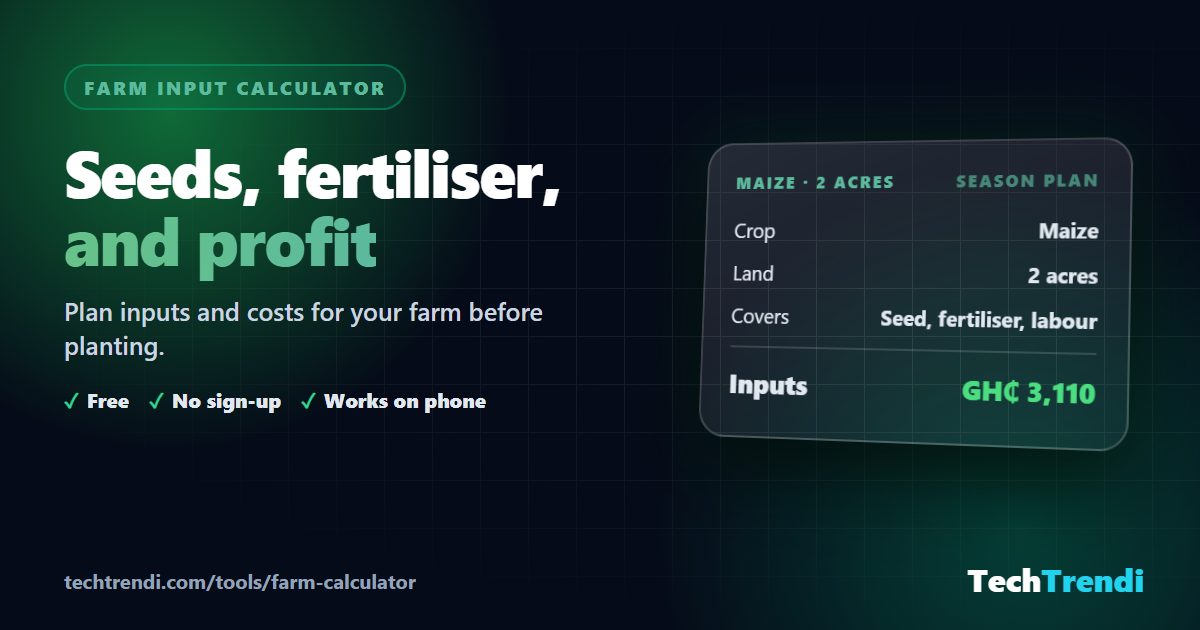 FARM INPUT CALCULATOR
Seeds, fertiliser,
and profit
Plan inputs and costs for your farm before
planting.
✓ Free ✓ No sign-up ✓ Works on phone
MAIZE · 2 ACRES SEASON PLAN
Crop Maize
Land 2 acres
Covers Seed, fertiliser, labour
Inputs GH₵ 3,110
techtrendi.com/tools/farm-calculator
TechTrendi